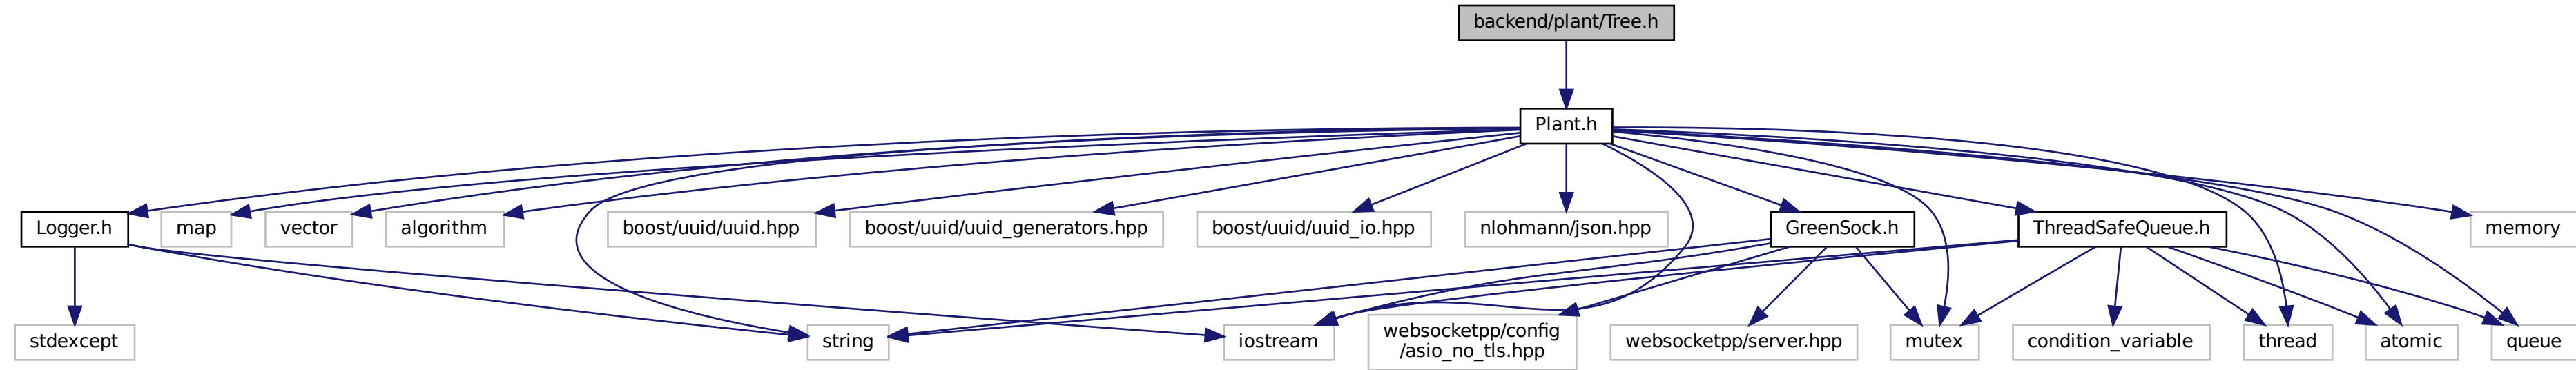 backend/plant/Tree.h
Plant.h
Logger.h
map
vector
algorithm
boost/uuid/uuid.hpp
boost/uuid/uuid_generators.hpp
boost/uuid/uuid_io.hpp
nlohmann/json.hpp
GreenSock.h
ThreadSafeQueue.h
memory
stdexcept
string
iostream
websocketpp/config
/asio_no_tls.hpp
websocketpp/server.hpp
mutex
condition_variable
thread
atomic
queue